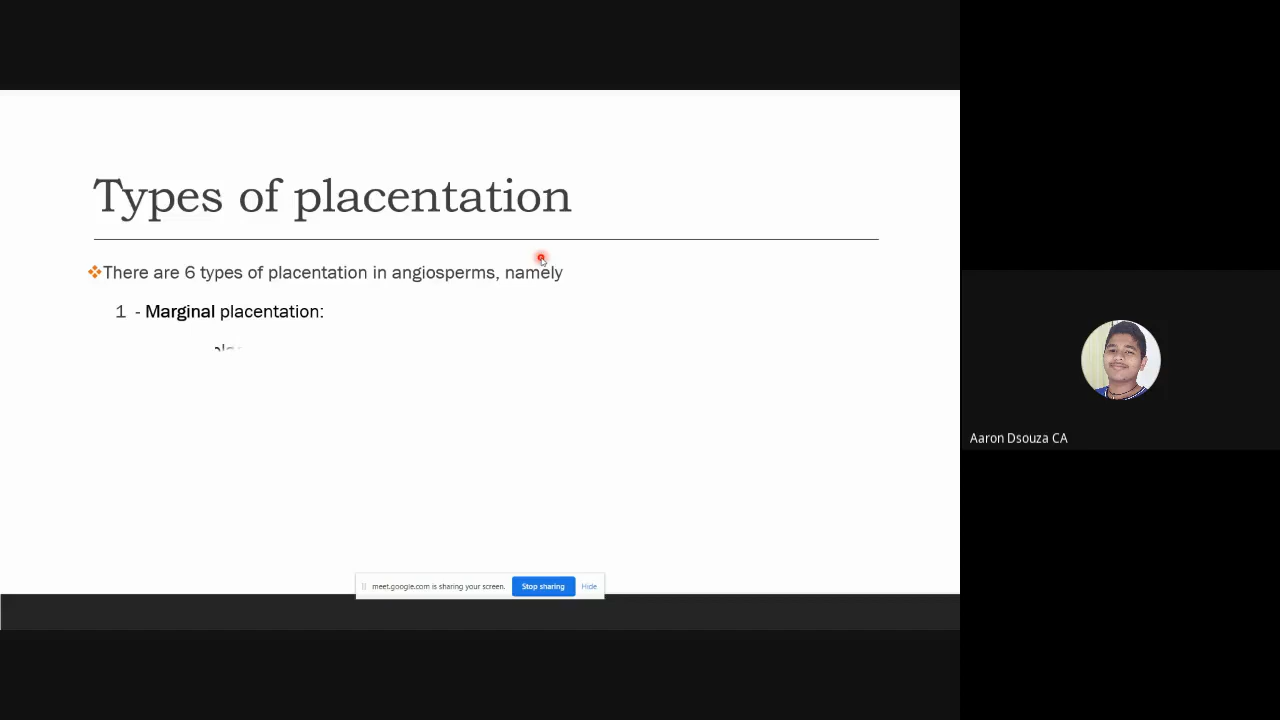 Types of placentation
❖There are 6 types of placentation in angiosperms, namely
1 - Marginal placentation:
meet.google.com is sharing your screen. Stop sharing Hide
Aaron Dsouza CA